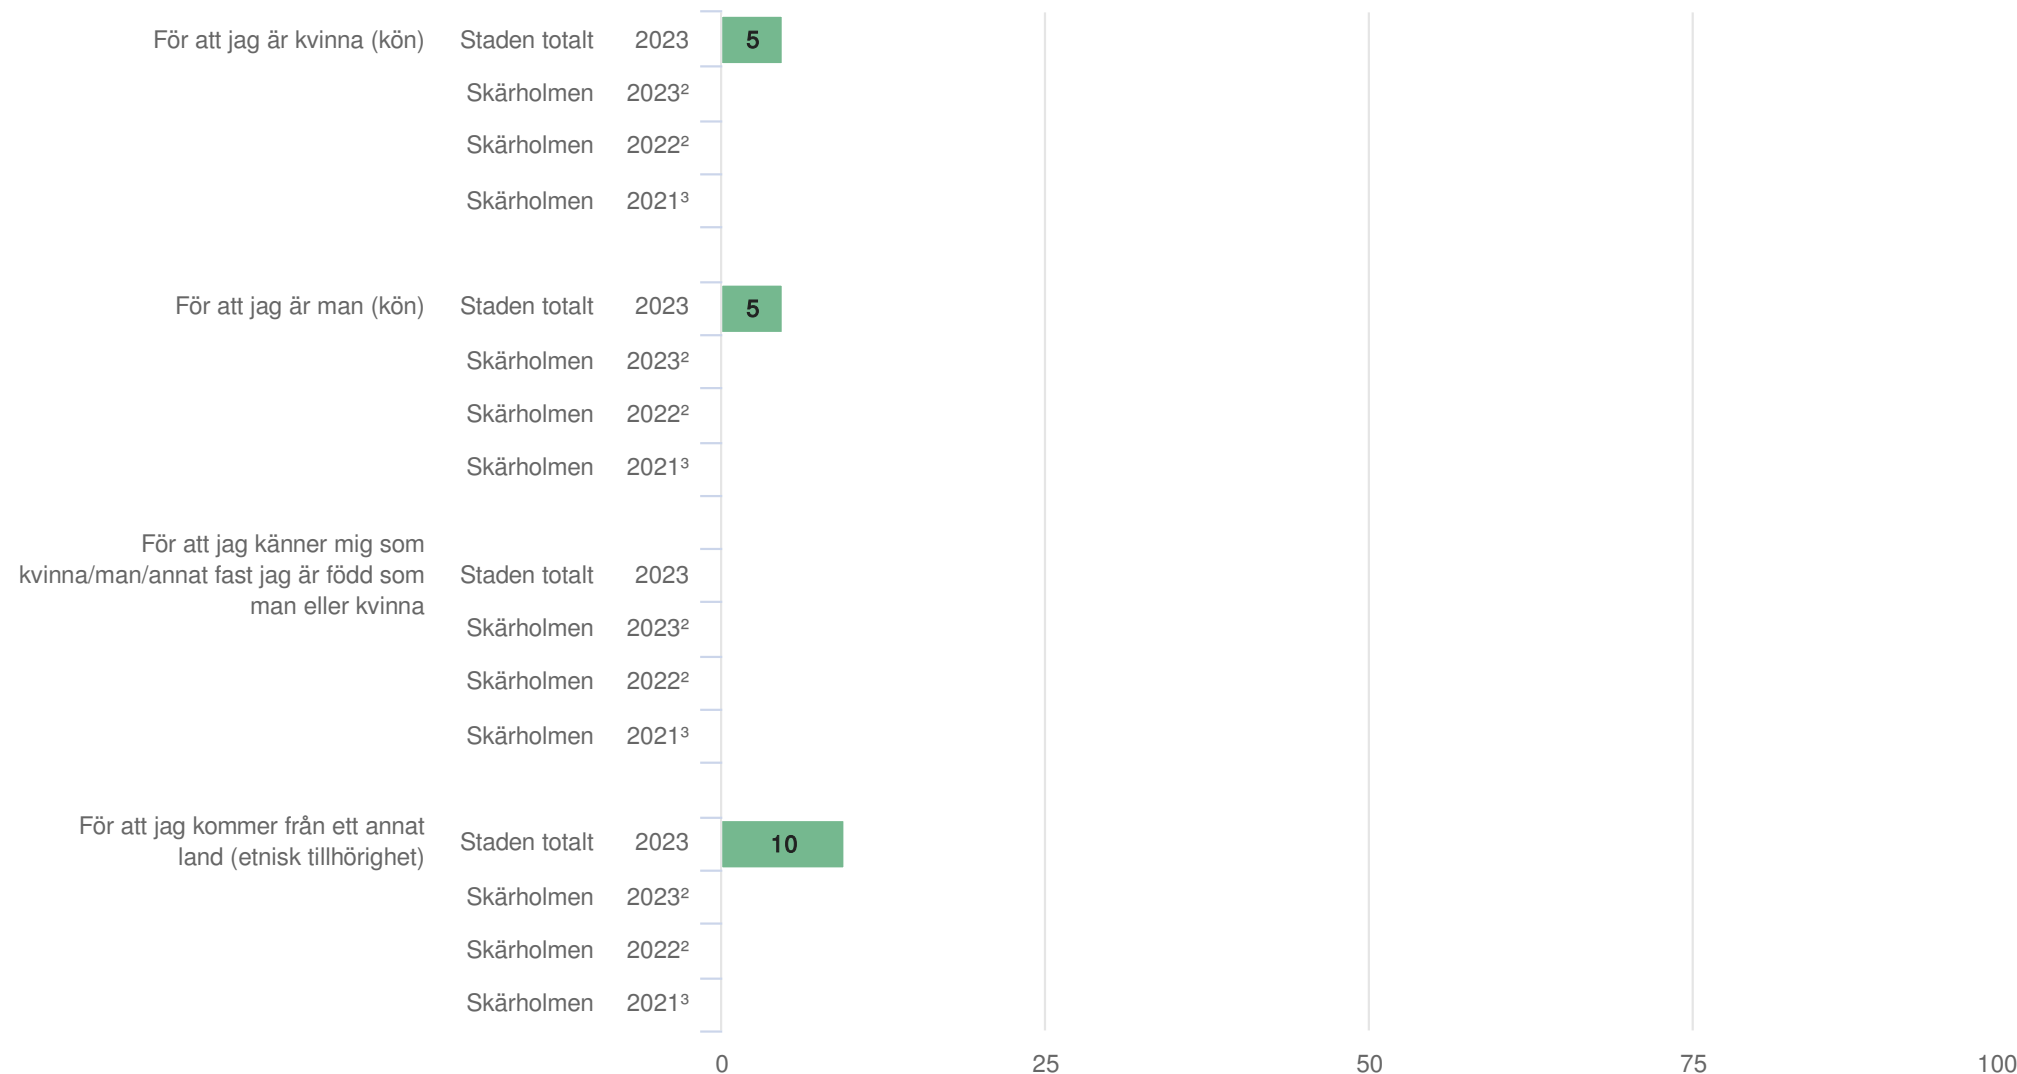 För att jag är kvinna (kön) Staden totalt 2023 5
Skärholmen 2023²
Skärholmen 2022²
Skärholmen 2021³
För att jag är man (kön) Staden totalt 2023 5
Skärholmen 2023²
Skärholmen 2022²
Skärholmen 2021³
För att jag känner mig som
kvinna/man/annat fast jag är född som Staden totalt 2023
man eller kvinna
Skärholmen 2023²
Skärholmen 2022²
Skärholmen 2021³
För att jag kommer från ett annat
land (etnisk tillhörighet) Staden totalt 2023 10
Skärholmen 2023²
Skärholmen 2022²
Skärholmen 2021³
0 25 50 75 100